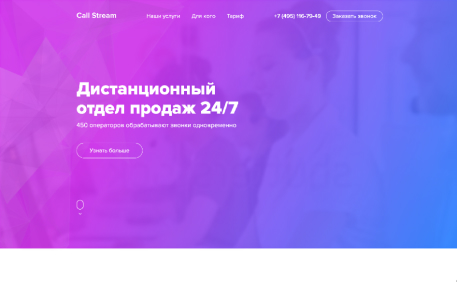 Call Stream
Наши услуги
Для кого
Тариф
+7 (495) 116-79-49
Заказать звонок
Дистанционный
отдел продаж 24/7
450 операторов обрабатывают звонки одновременно
Узнать больше